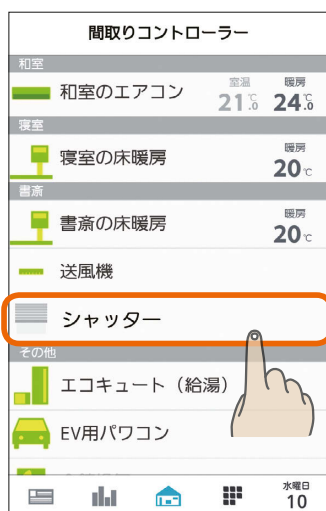 間取りコントローラー
和室
室温 暖房
和室のエアコン 21.0℃ 24.0℃
寝室
暖房
寝室の床暖房 20℃
書斎
暖房
書斎の床暖房 20℃
送風機
シャッター
その他
エコキュート（給湯）
EV用パワコン
水曜日
10